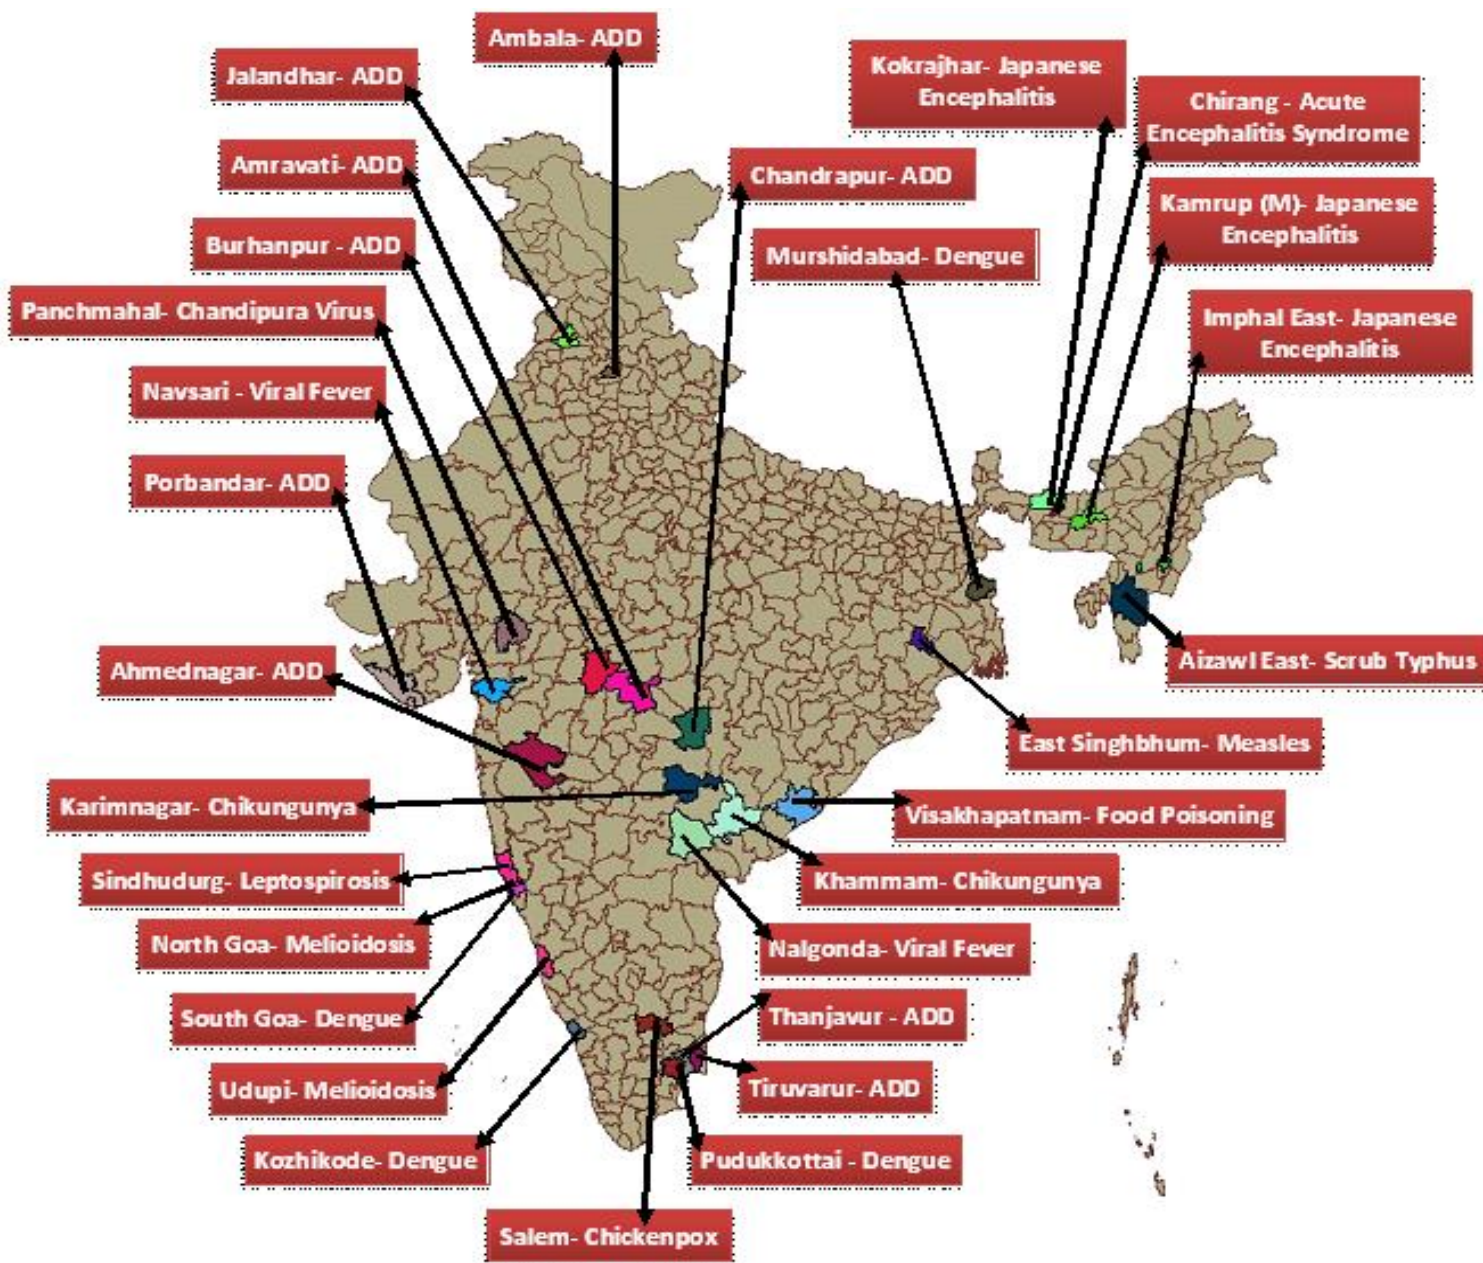 Ambala- ADD
Jalandhar- ADD
Kokrajhar- Japanese
Encephalitis
Chirang - Acute
Encephalitis Syndrome
Amravati- ADD
Chandrapur- ADD
Kamrup (M)- Japanese
Encephalitis
Burhanpur - ADD
Murshidabad- Dengue
Panchmahal- Chandipura Virus
Imphal East- Japanese
Encephalitis
Navsari - Viral Fever
Porbandar- ADD
Ahmednagar- ADD
Aizawl East- Scrub Typhus
East Singhbhum- Measles
Karimnagar- Chikungunya
Visakhapatnam- Food Poisoning
Sindhudurg- Leptospirosis
Khammam- Chikungunya
North Goa- Melioidosis
Nalgonda- Viral Fever
South Goa- Dengue
Thanjavur - ADD
Udupi- Melioidosis
Tiruvarur- ADD
Kozhikode- Dengue
Pudukkottai - Dengue
Salem- Chickenpox